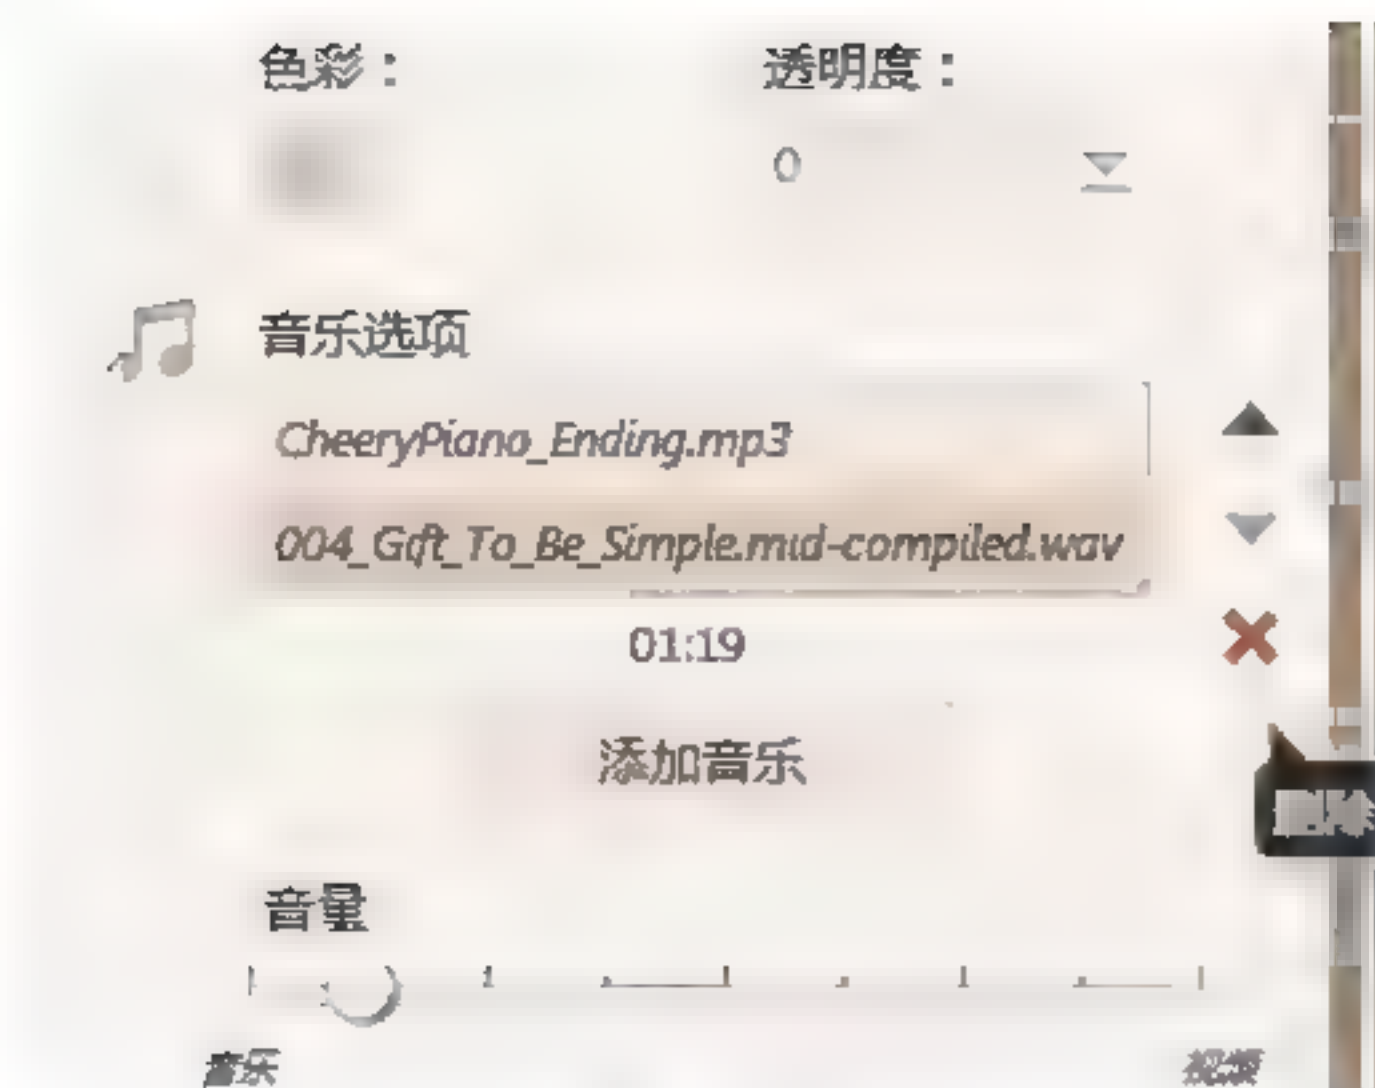 色彩： 透明度：
0
音乐选项
CheeryPiano_Ending.mp3
004_Gift_To_Be_Simple.mid-compiled.wav
01:19
添加音乐
音量
音乐 视频